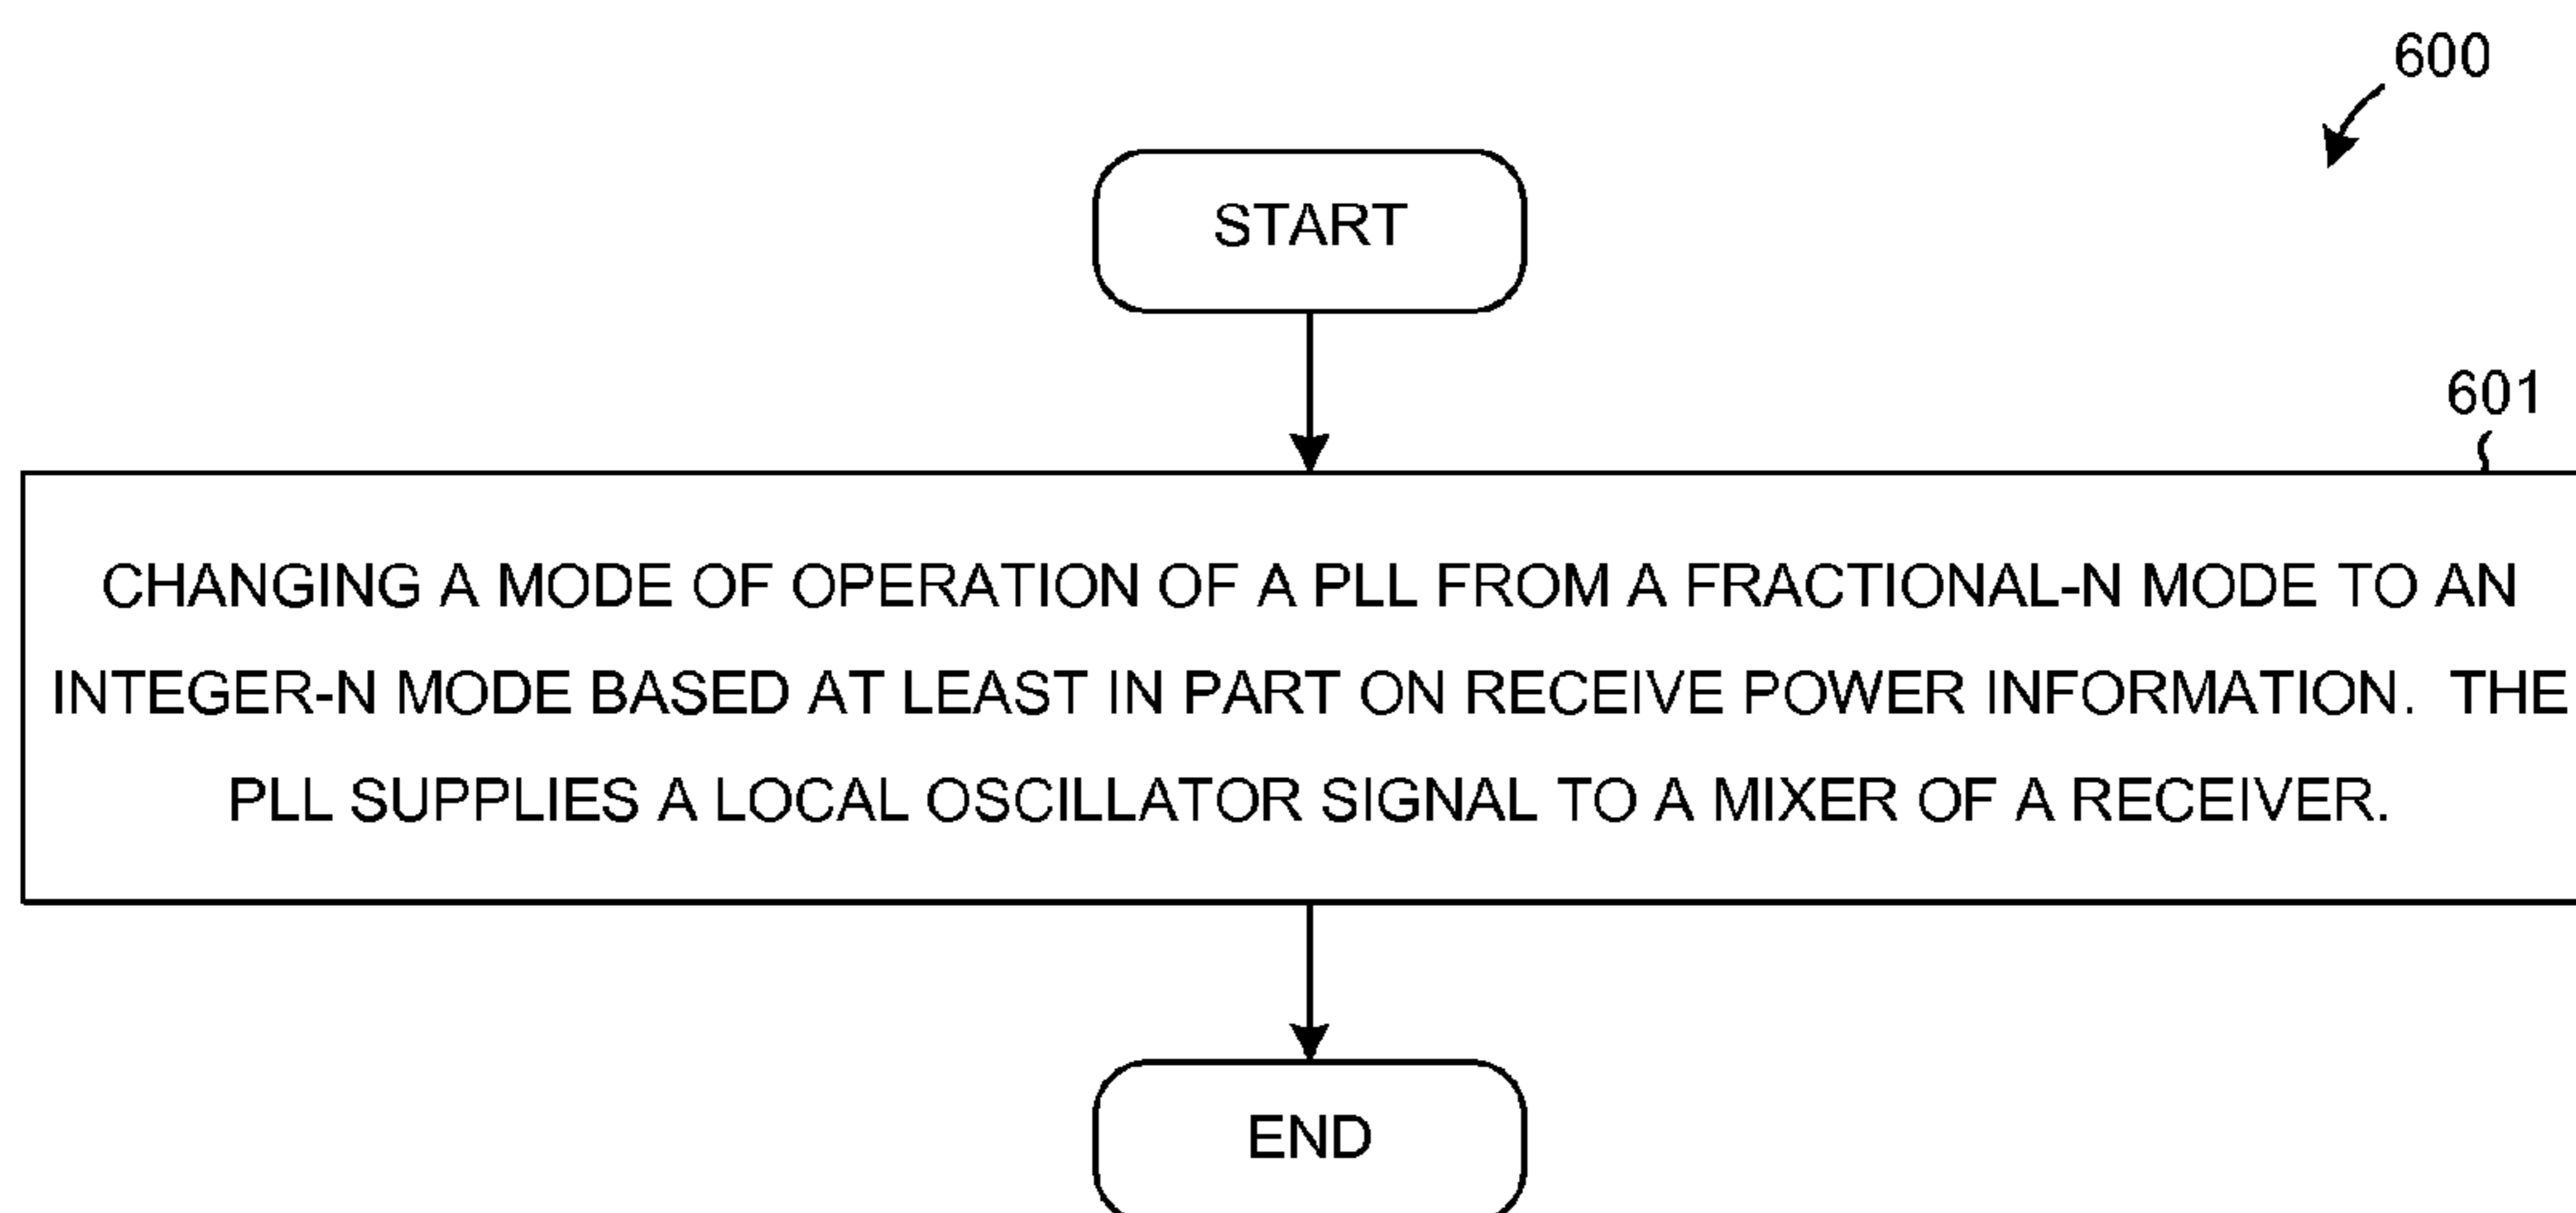 600
START
601
CHANGING A MODE OF OPERATION OF A PLL FROM A FRACTIONAL-N MODE TO AN
INTEGER-N MODE BASED AT LEAST IN PART ON RECEIVE POWER INFORMATION. THE
PLL SUPPLIES A LOCAL OSCILLATOR SIGNAL TO A MIXER OF A RECEIVER.
END